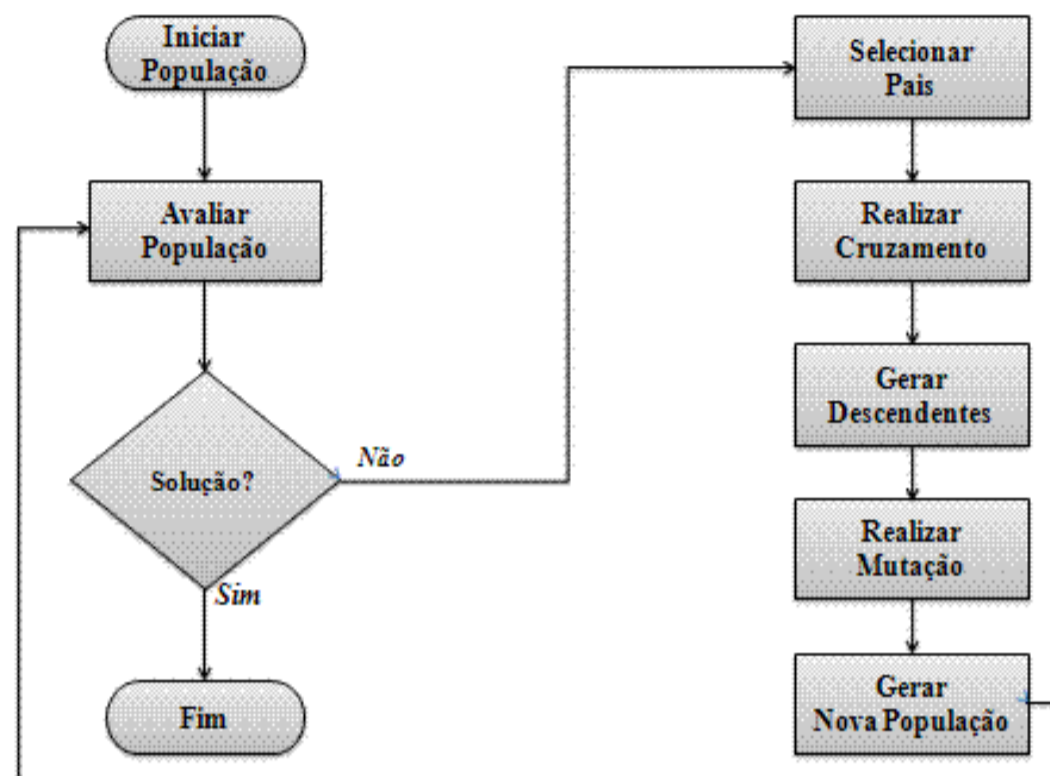 Iniciar
População
Avaliar
População
Solução?
Não
Sim
Fim
Selecionar
Pais
Realizar
Cruzamento
Gerar
Descendentes
Realizar
Mutação
Gerar
Nova População